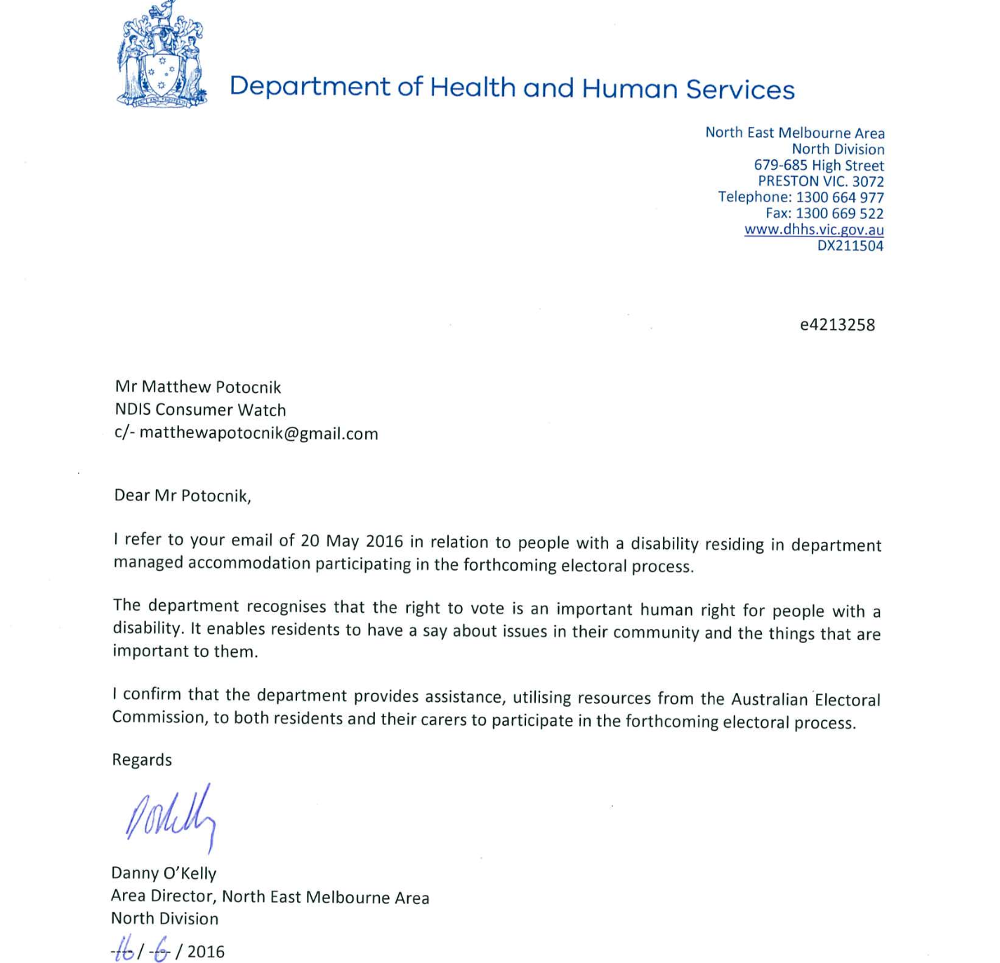 Department of Health and Human Services
North East Melbourne Area
North Division
679-685 High Street
PRESTON VIC. 3072
Telephone: 1300 664 977
Fax: 1300 669 522
www.dhhs.vic.gov.au
DX211504
e4213258
Mr Matthew Potocnik
NDIS Consumer Watch
c/- matthewapotocnik@gmail.com
Dear Mr Potocnik,
I refer to your email of 20 May 2016 in relation to people with a disability residing in department
managed accommodation participating in the forthcoming electoral process.
The department recognises that the right to vote is an important human right for people with a
disability. It enables residents to have a say about issues in their community and the things that are
important to them.
I confirm that the department provides assistance, utilising resources from the Australian Electoral
Commission, to both residents and their carers to participate in the forthcoming electoral process.
Regards
DOKelly
Danny O'Kelly
Area Director, North East Melbourne Area
North Division
16 / 6 / 2016